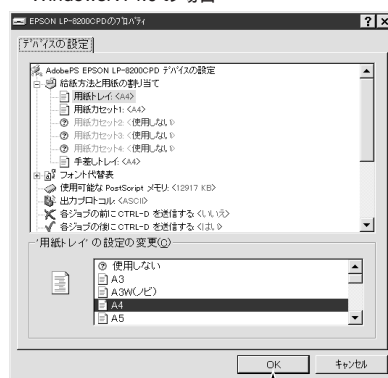 EPSON LP-8200CPDのプロパティ
デバイスの設定
AdobePS EPSON LP-8200CPD デバイスの設定
給紙方法と用紙の割り当て
用紙トレイ: <A4>
用紙カセット1: <A4>
用紙カセット2: <使用しない>
用紙カセット3: <使用しない>
用紙カセット4: <使用しない>
手差しトレイ: <A4>
フォント代替表
使用可能な PostScript メモリ: <12917 KB>
出力プロトコル: <ASCII>
各ジョブの前に CTRL-D を送信する: <いいえ>
各ジョブの後に CTRL-D を送信する: <はい>
'用紙トレイ' の設定の変更(C)
使用しない
A3
A3W(ノビ)
A4
A5
OK
キャンセル